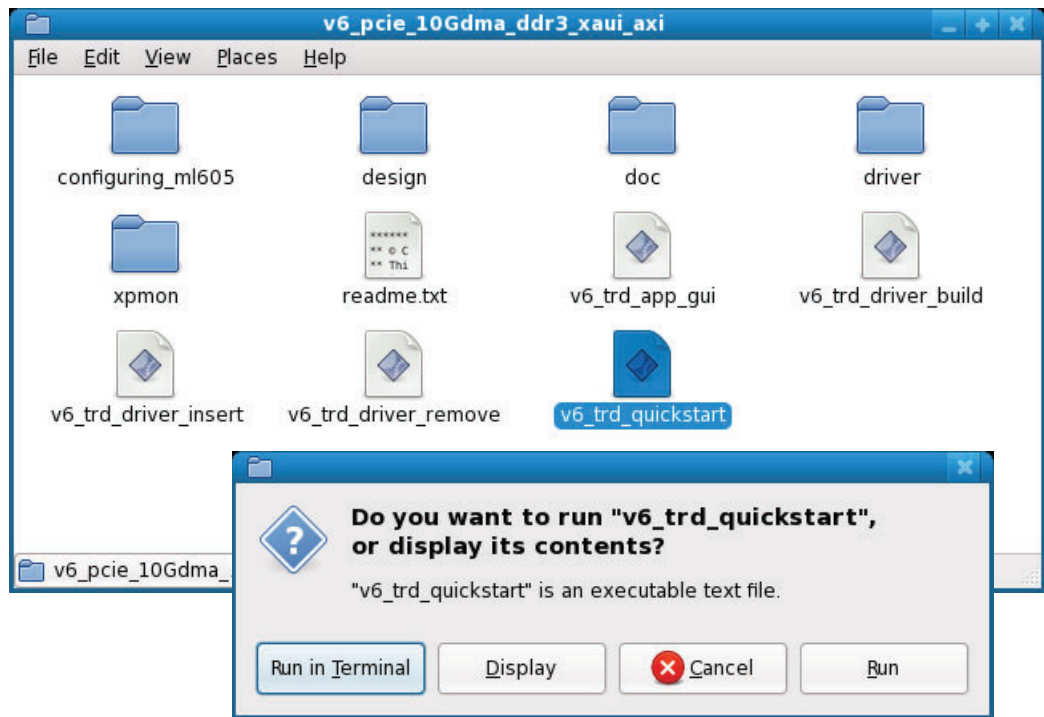 v6_pcie_10Gdma_ddr3_xaui_axi
File Edit View Places Help
configuring_ml605 design doc driver
******
** © C
** Thi
xpmon readme.txt v6_trd_app_gui v6_trd_driver_build
v6_trd_driver_insert v6_trd_driver_remove v6_trd_quickstart
v6_pcie_10Gdma_
Do you want to run "v6_trd_quickstart",
or display its contents?
"v6_trd_quickstart" is an executable text file.
Run in Terminal Display Cancel Run